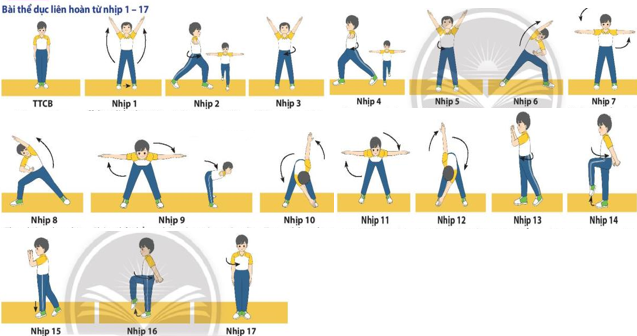 Bài thể dục liên hoàn từ nhịp 1 – 17
TTCB Nhịp 1 Nhịp 2 Nhịp 3 Nhịp 4 Nhịp 5 Nhịp 6 Nhịp 7
Nhịp 8 Nhịp 9 Nhịp 10 Nhịp 11 Nhịp 12 Nhịp 13 Nhịp 14
Nhịp 15 Nhịp 16 Nhịp 17